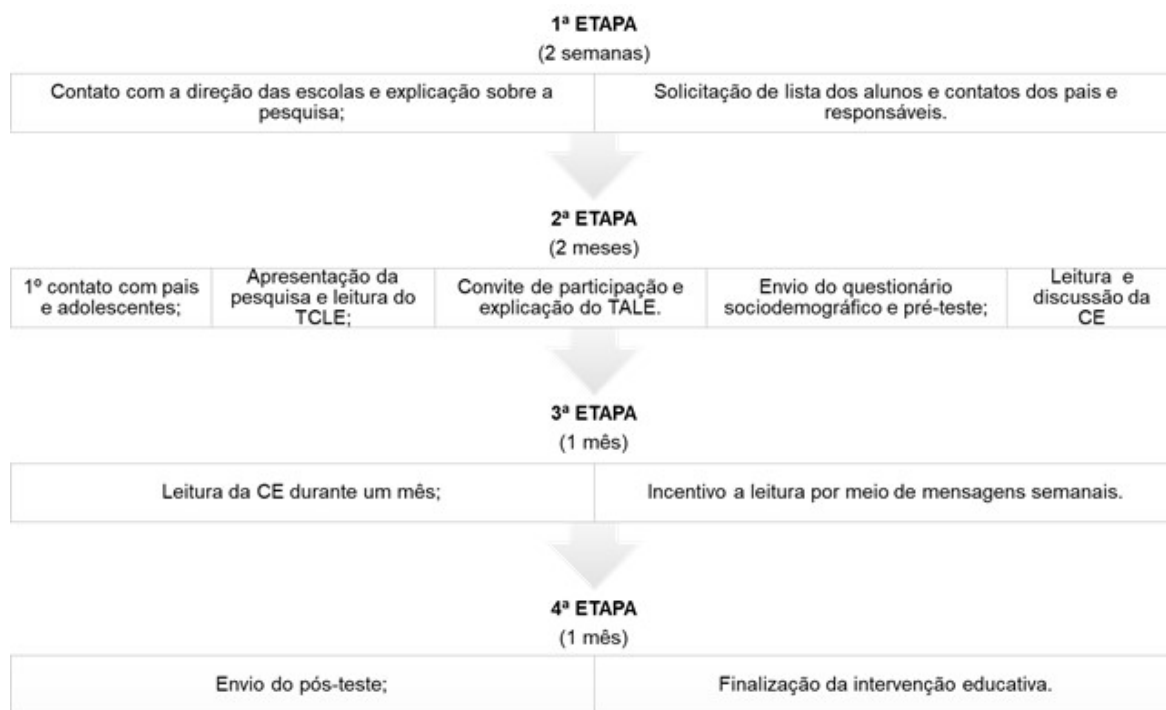 1ª ETAPA
(2 semanas)
Contato com a direção das escolas e explicação sobre a
pesquisa;
Solicitação de lista dos alunos e contatos dos pais e
responsáveis.
2ª ETAPA
(2 meses)
1º contato com pais
e adolescentes;
Apresentação da
pesquisa e leitura do
TCLE;
Convite de participação e
explicação do TALE.
Envio do questionário
sociodemográfico e pré-teste;
Leitura e
discussão da
CE
3ª ETAPA
(1 mês)
Leitura da CE durante um mês;
Incentivo a leitura por meio de mensagens semanais.
4ª ETAPA
(1 mês)
Envio do pós-teste;
Finalização da intervenção educativa.